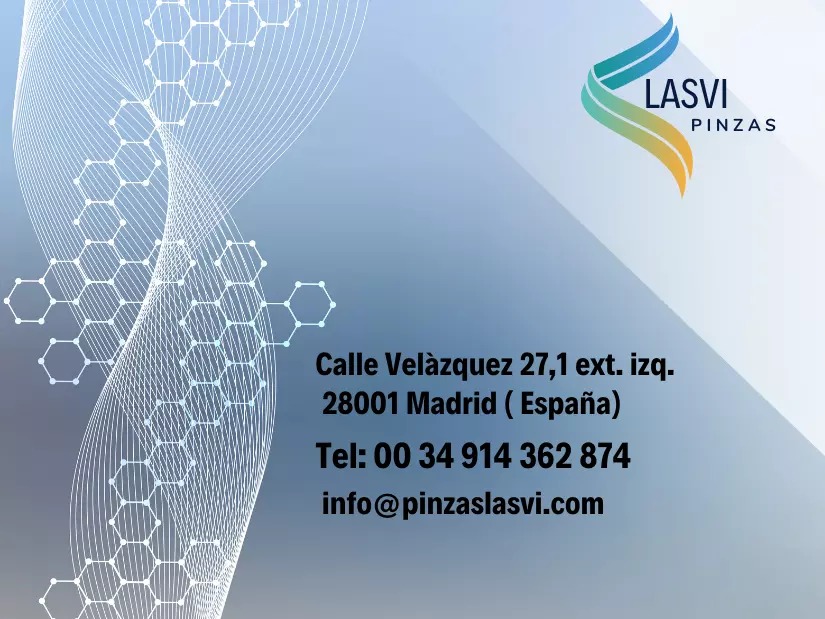 LASVI
PINZAS
Calle Velàzquez 27,1 ext. izq.
28001 Madrid ( España)
Tel: 00 34 914 362 874
info@pinzaslasvi.com